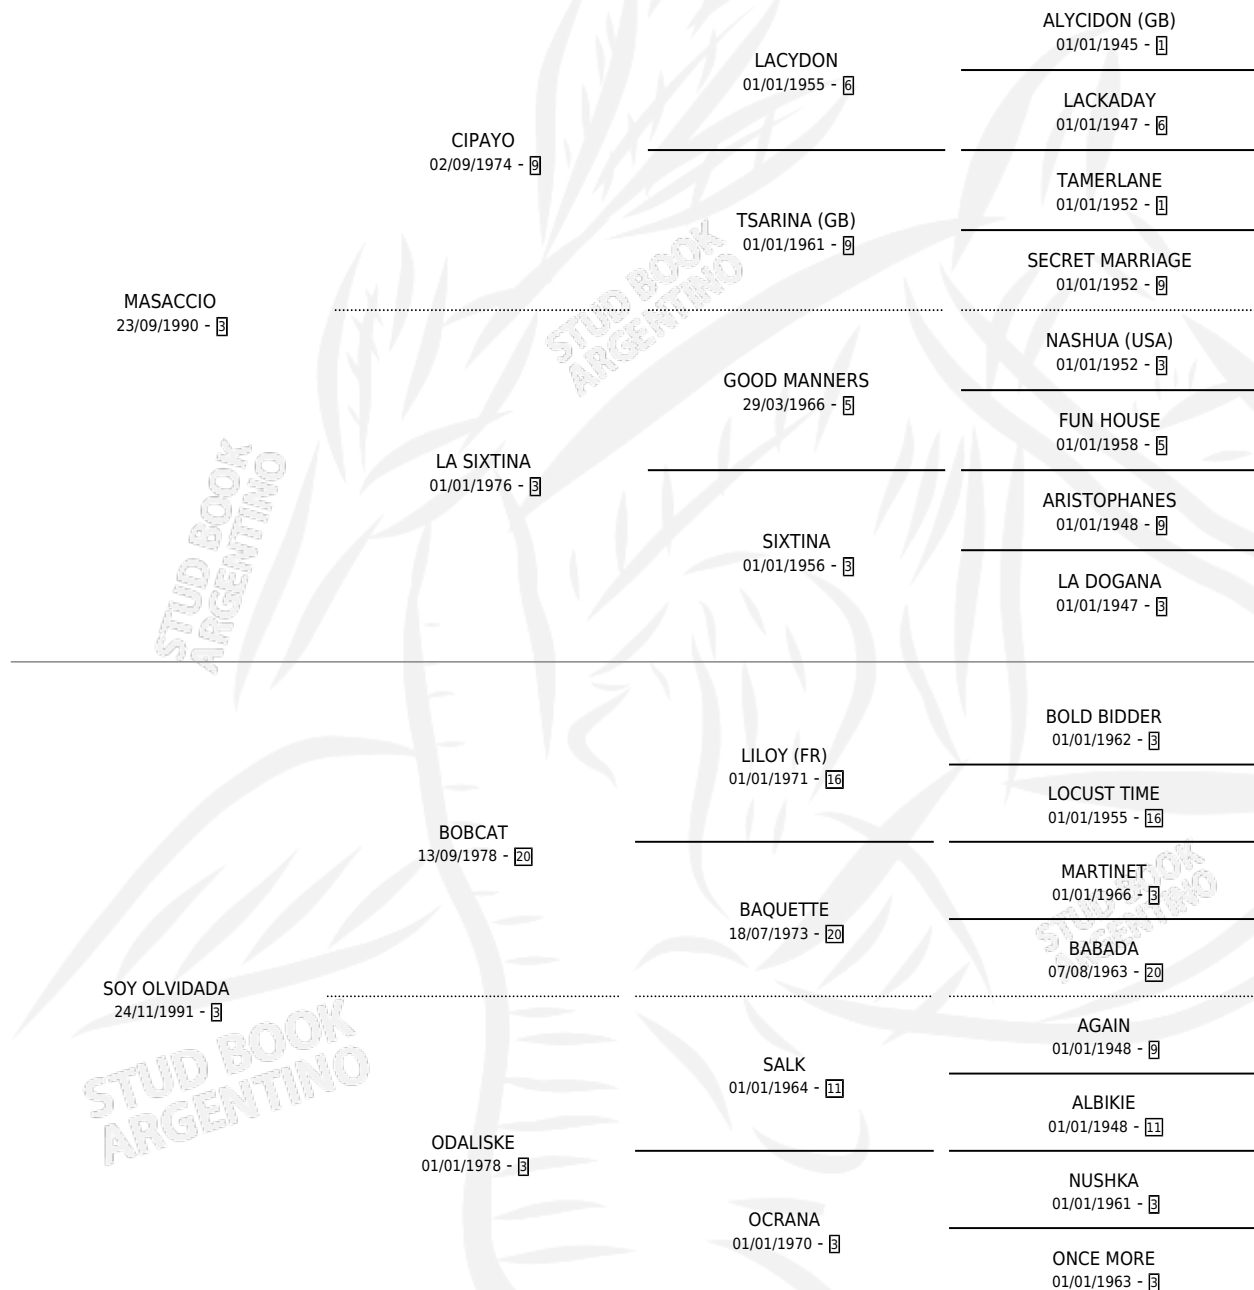 ALYCIDON (GB)
01/01/1945 - 1
LACYDON
01/01/1955 - 6
LACKADAY
01/01/1947 - 6
CIPAYO
02/09/1974 - 9
TAMERLANE
01/01/1952 - 1
TSARINA (GB)
01/01/1961 - 9
SECRET MARRIAGE
01/01/1952 - 9
MASACCIO
23/09/1990 - 3
NASHUA (USA)
01/01/1952 - 3
GOOD MANNERS
29/03/1966 - 5
FUN HOUSE
01/01/1958 - 5
LA SIXTINA
01/01/1976 - 3
ARISTOPHANES
01/01/1948 - 9
SIXTINA
01/01/1956 - 3
LA DOGANA
01/01/1947 - 3
BOLD BIDDER
01/01/1962 - 3
LILOY (FR)
01/01/1971 - 16
LOCUST TIME
01/01/1955 - 16
BOBCAT
13/09/1978 - 20
MARTINET
01/01/1966 - 3
BAQUETTE
18/07/1973 - 20
BABADA
07/08/1963 - 20
SOY OLVIDADA
24/11/1991 - 3
AGAIN
01/01/1948 - 9
SALK
01/01/1964 - 11
ALBIKIE
01/01/1948 - 11
ODALISKE
01/01/1978 - 3
NUSHKA
01/01/1961 - 3
OCRANA
01/01/1970 - 3
ONCE MORE
01/01/1963 - 3
STUD BOOK
ARGENTINO
STUD BOOK
ARGENTINO
STUD BOOK
ARGENTINO
STUD BOOK
ARGENTINO